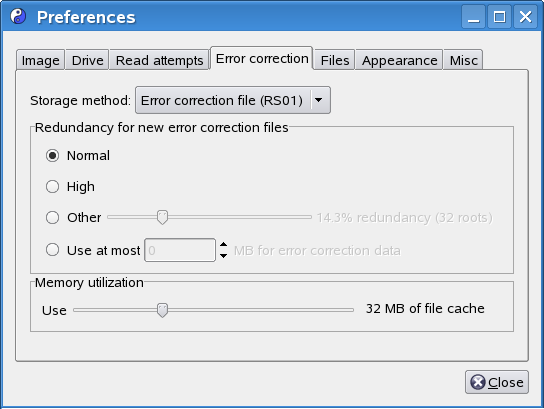 Preferences
Image Drive Read attempts Error correction Files Appearance Misc
Storage method: Error correction file (RS01)
Redundancy for new error correction files
Normal
High
Other 14.3% redundancy (32 roots)
Use at most 0 MB for error correction data
Memory utilization
Use 32 MB of file cache
Close